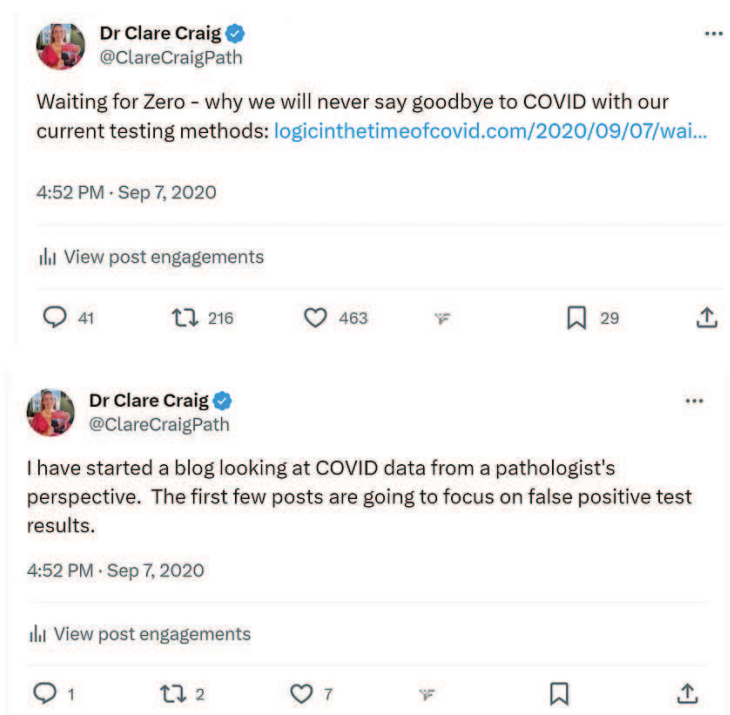 Dr Clare Craig
@ClareCraigPath
Waiting for Zero - why we will never say goodbye to COVID with our
current testing methods: logicinthetimeofcovid.com/2020/09/07/wai...
4:52 PM · Sep 7, 2020
View post engagements
41 216 463 29
Dr Clare Craig
@ClareCraigPath
I have started a blog looking at COVID data from a pathologist's
perspective. The first few posts are going to focus on false positive test
results.
4:52 PM · Sep 7, 2020
View post engagements
1 2 7